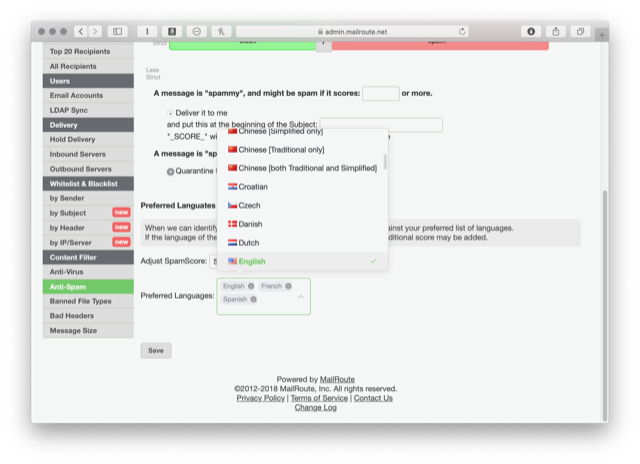 admin.mailroute.net
Top 20 Recipients
All Recipients
Users
Email Accounts
LDAP Sync
Delivery
Hold Delivery
Inbound Servers
Outbound Servers
Whitelist & Blacklist
by Sender
by Subject new
by Header new
by IP/Server new
Content Filter
Anti-Virus
Anti-Spam
Banned File Types
Bad Headers
Message Size
Strict
Less
Strict
A message is "spammy", and might be spam if it scores: or more.
Deliver it to me
and put this at the beginning of the Subject:
"_SCORE_" wi
A message is "sp
Quarantine
Chinese [Simplified only]
Chinese [Traditional only]
Chinese [both Traditional and Simplified]
Croatian
Czech
Danish
Dutch
English
Preferred Languates
When we can identify inst your preferred list of languages.
If the language of the ditional score may be added.
Adjust SpamScore:
Preferred Languages: English French
Spanish
Save
Powered by MailRoute
©2012-2018 MailRoute, Inc. All rights reserved.
Privacy Policy | Terms of Service | Contact Us
Change Log